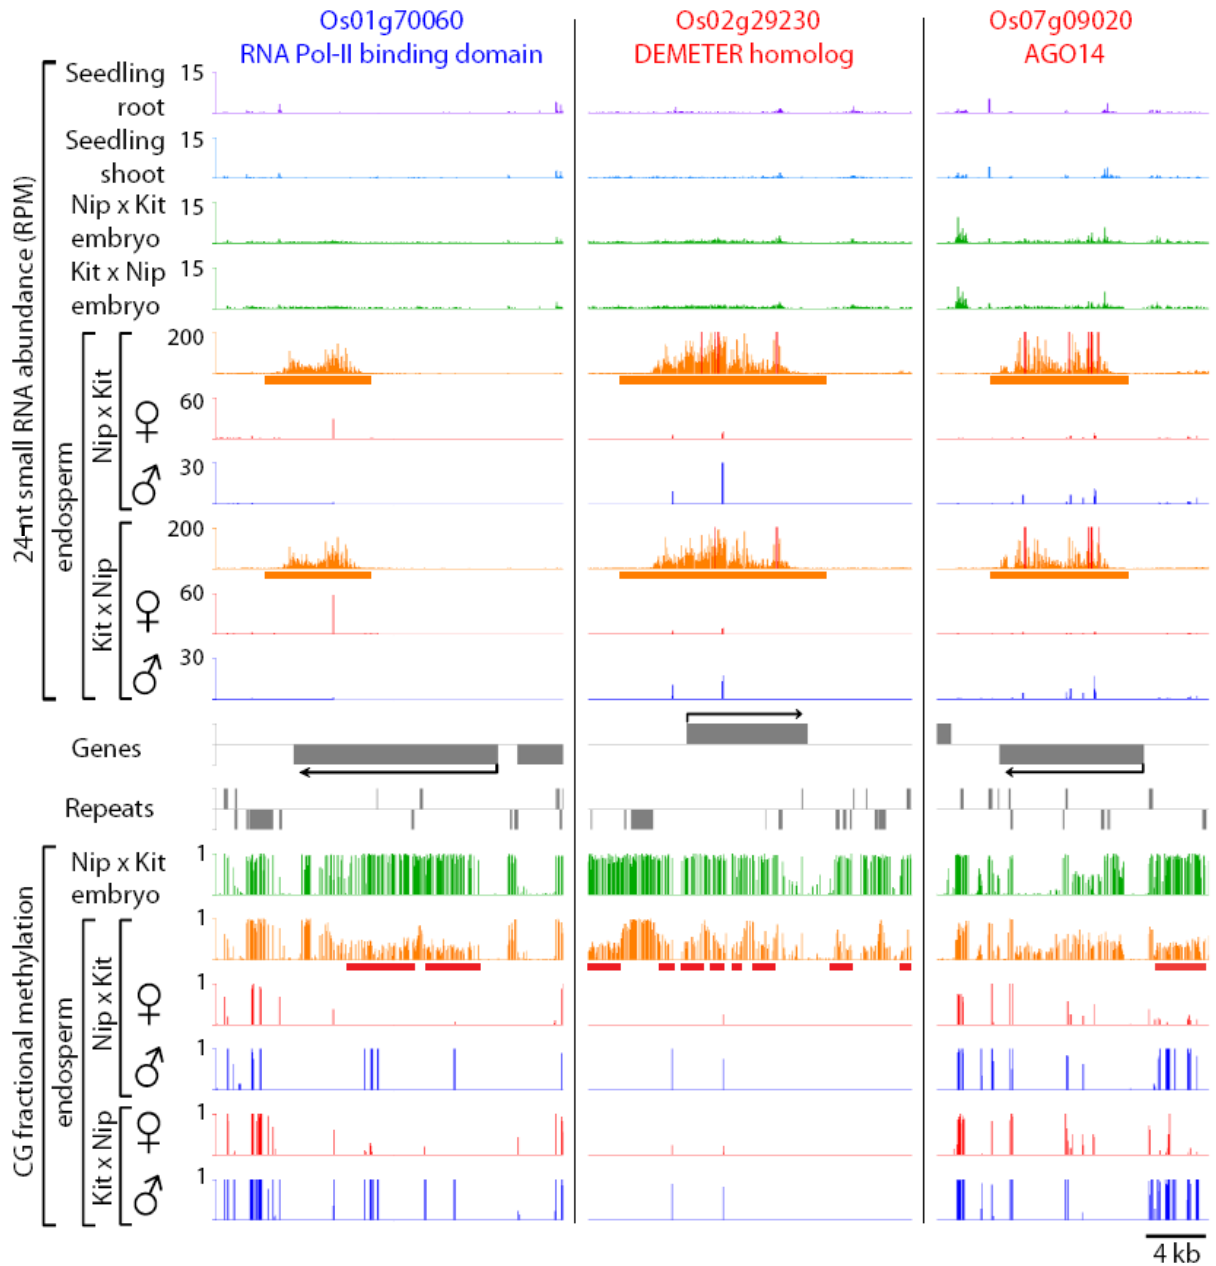 Os01g70060
RNA Pol-II binding domain
Os02g29230
DEMETER homolog
Os07g09020
AGO14
24-nt small RNA abundance (RPM)
Seedling
root
15
Seedling
shoot
15
Nip x Kit
embryo
15
Kit x Nip
embryo
15
endosperm
Nip x Kit
200
♀
60
♂
30
Kit x Nip
200
♀
60
♂
30
Genes
Repeats
CG fractional methylation
Nip x Kit
embryo
1
endosperm
Nip x Kit
1
♀
1
♂
1
Kit x Nip
♀
1
♂
1
4 kb